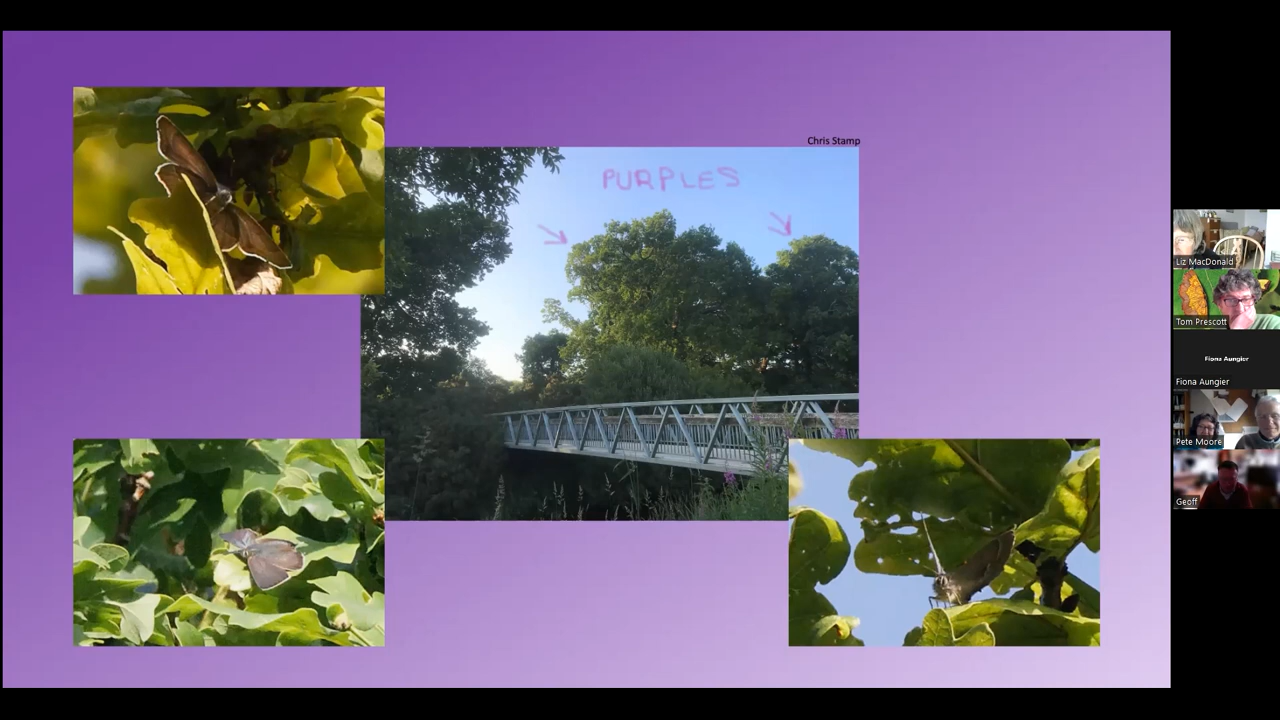 Chris Stamp
PURPLES
Liz MacDonald
Tom Prescott
Fiona Aungier
Fiona Aungier
Pete Moore
Geoff